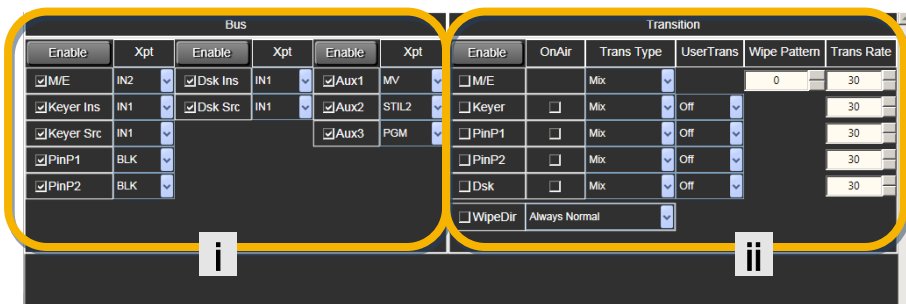 Bus Transition
Enable Xpt Enable Xpt Enable Xpt Enable OnAir Trans Type UserTrans Wipe Pattern Trans Rate
M/E IN2 Dsk Ins IN1 Aux1 MV M/E Mix 0 30
Keyer Ins IN1 Dsk Src IN1 Aux2 STIL2 Keyer Mix Off 30
Keyer Src IN1 Aux3 PGM PinP1 Mix Off 30
PinP1 BLK PinP2 Mix Off 30
PinP2 BLK Dsk Mix Off 30
WipeDir Always Normal
i ii